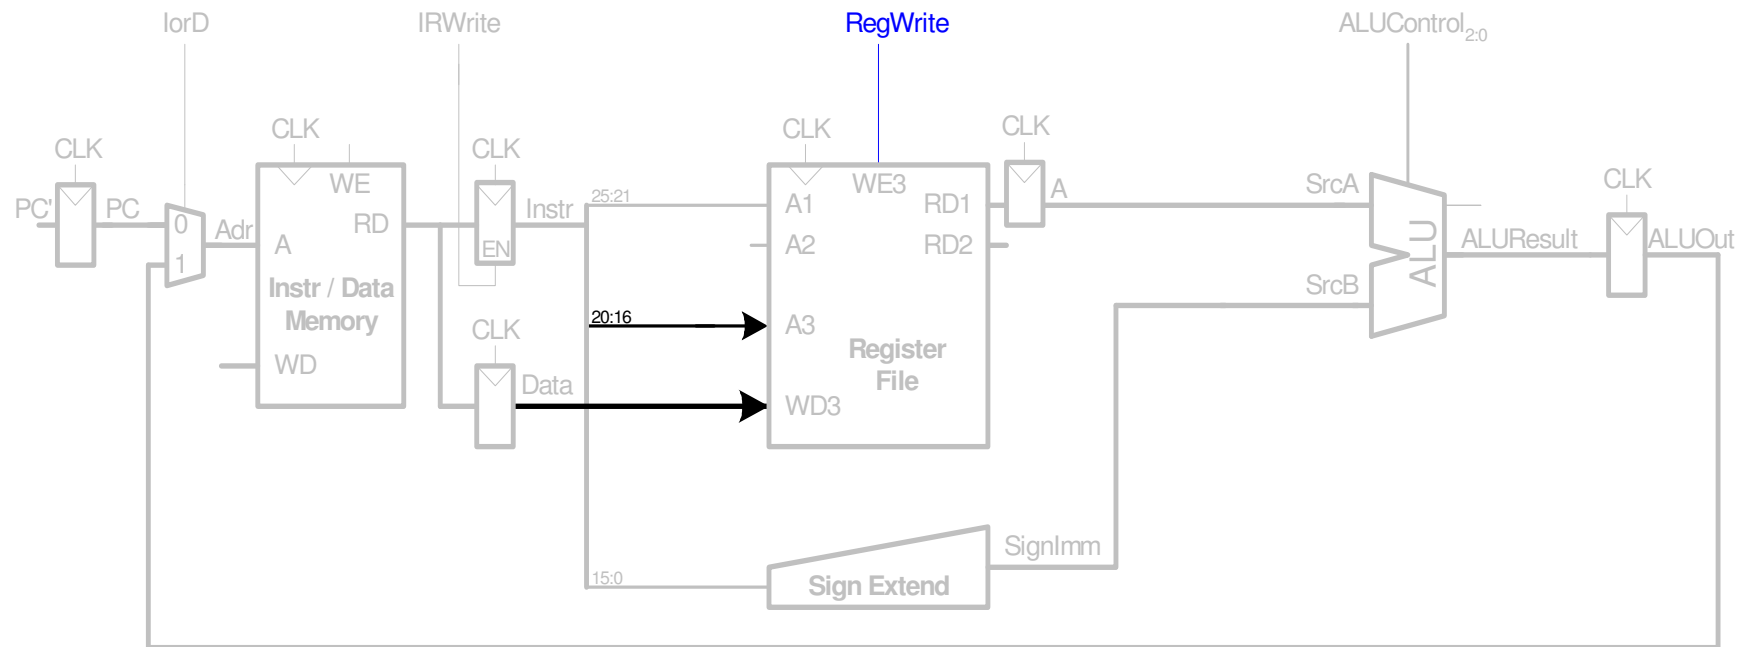 IorD
IRWrite
RegWrite
ALUControl2:0
CLK
CLK
CLK
CLK
CLK
CLK
PC'
PC
0
1
Adr
WE
RD
A
Instr / Data
Memory
WD
EN
Instr
CLK
Data
25:21
20:16
15:0
WE3
A1
RD1
A2
RD2
A3
Register
File
WD3
A
SrcA
SrcB
ALU
ALUResult
ALUOut
SignImm
Sign Extend